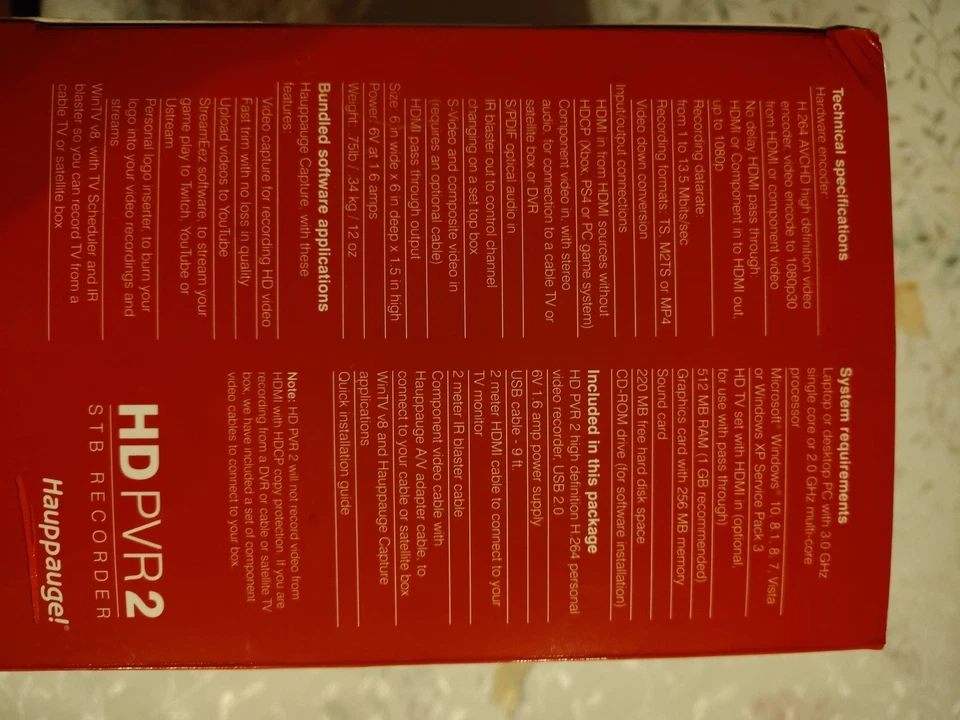 Technical specifications
Hardware encoder:
H.264 AVCHD high definition video
encoder, video encode to 1080p30
from HDMI or component video
No delay HDMI pass through:
HDMI or Component in to HDMI out,
up to 1080p
Recording datarate:
from 1 to 13.5 Mbits/sec
Recording formats: TS, M2TS or MP4
Video down conversion
Input/output connections
HDMI in from HDMI sources without
HDCP (Xbox, PS4 or PC game system)
Component video in, with stereo
audio, for connection to a cable TV or
satellite box or DVR
S/PDIF optical audio in
IR blaster out to control channel
changing on a set top box
S-Video and composite video in
(requires an optional cable)
HDMI pass through output
Size: 6 in wide x 6 in deep x 1.5 in high
Power: 6V at 1.6 amps
Weight: .75lb / .34 kg / 12 oz
Bundled software applications
Hauppauge Capture, with these
features:
Video capture for recording HD video
Fast trim with no loss in quality
Upload videos to YouTube
StreamEez software, to stream your
game play to Twitch, YouTube or
Ustream
Personal logo inserter, to burn your
logo into your video recordings and
streams
WinTV v8, with TV Scheduler and IR
blaster so you can record TV from a
cable TV or satellite box
System requirements
Laptop or desktop PC with 3.0 GHz
single core or 2.0 GHz multi-core
processor
Microsoft® Windows® 10, 8.1, 8, 7, Vista
or Windows XP Service Pack 3
HD TV set with HDMI in (optional,
for use with pass through)
512 MB RAM (1 GB recommended)
Graphics card with 256 MB memory
Sound card
220 MB free hard disk space
CD-ROM drive (for software installation)
Included in this package
HD PVR 2 high definition H.264 personal
video recorder, USB 2.0
6V 1.6 amp power supply
USB cable - 9 ft.
2 meter HDMI cable to connect to your
TV monitor
2 meter IR blaster cable
Component video cable with
Hauppauge A/V adapter cable, to
connect to your cable or satellite box
WinTV v8 and Hauppauge Capture
applications
Quick installation guide
Note: HD PVR 2 will not record video from
HDMI with HDCP copy protection. If you are
recording from a DVR or cable or satellite TV
box, we have included a set of component
video cables to connect to your box.
HD PVR 2
STB RECORDER
Hauppauge!®